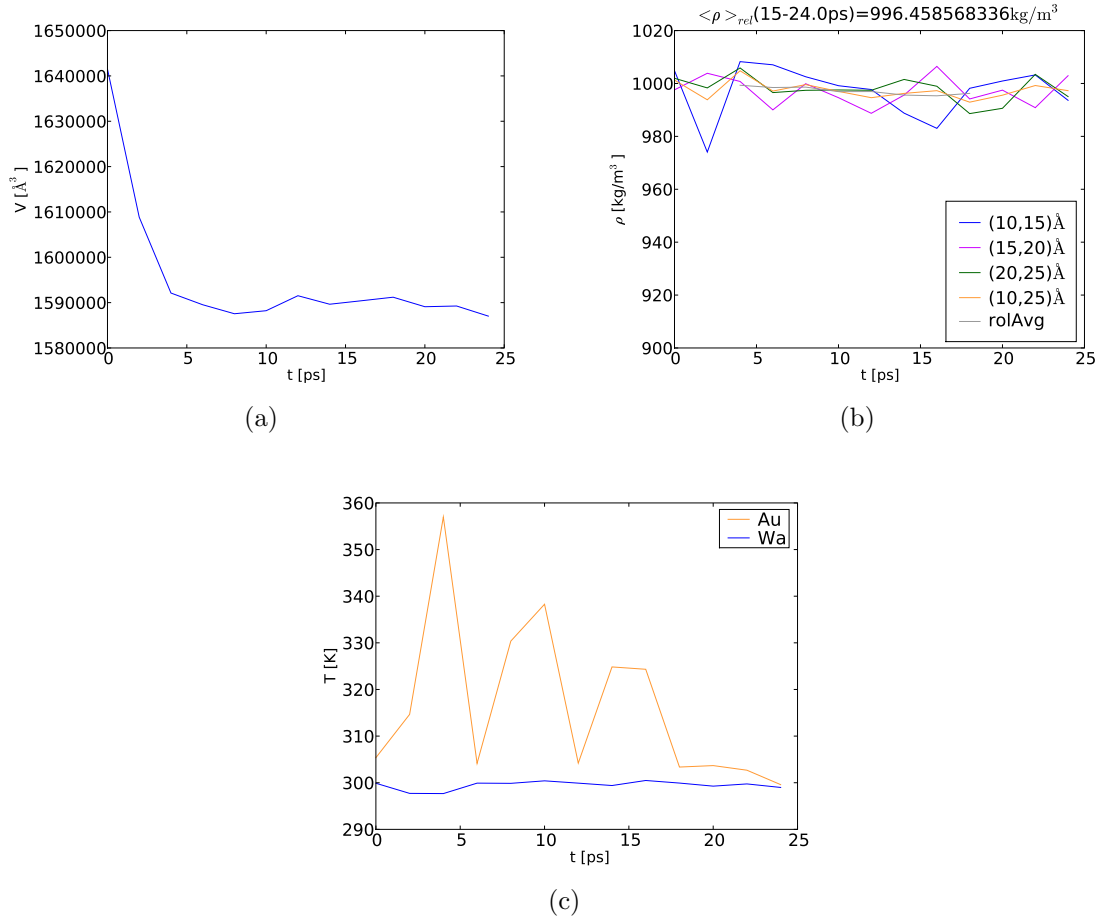 1650000
1640000
1630000
1620000
1610000
1600000
1590000
1580000
V [Å³ ]
0 5 10 15 20 25
t [ps]
(a)
<ρ>rel(15-24.0ps)=996.458568336kg/m³
1020
1000
980
960
940
920
900
ρ [kg/m³ ]
(10,15)Å
(15,20)Å
(20,25)Å
(10,25)Å
rolAvg
0 5 10 15 20 25
t [ps]
(b)
360
350
340
330
320
310
300
290
T [K]
Au
Wa
0 5 10 15 20 25
t [ps]
(c)